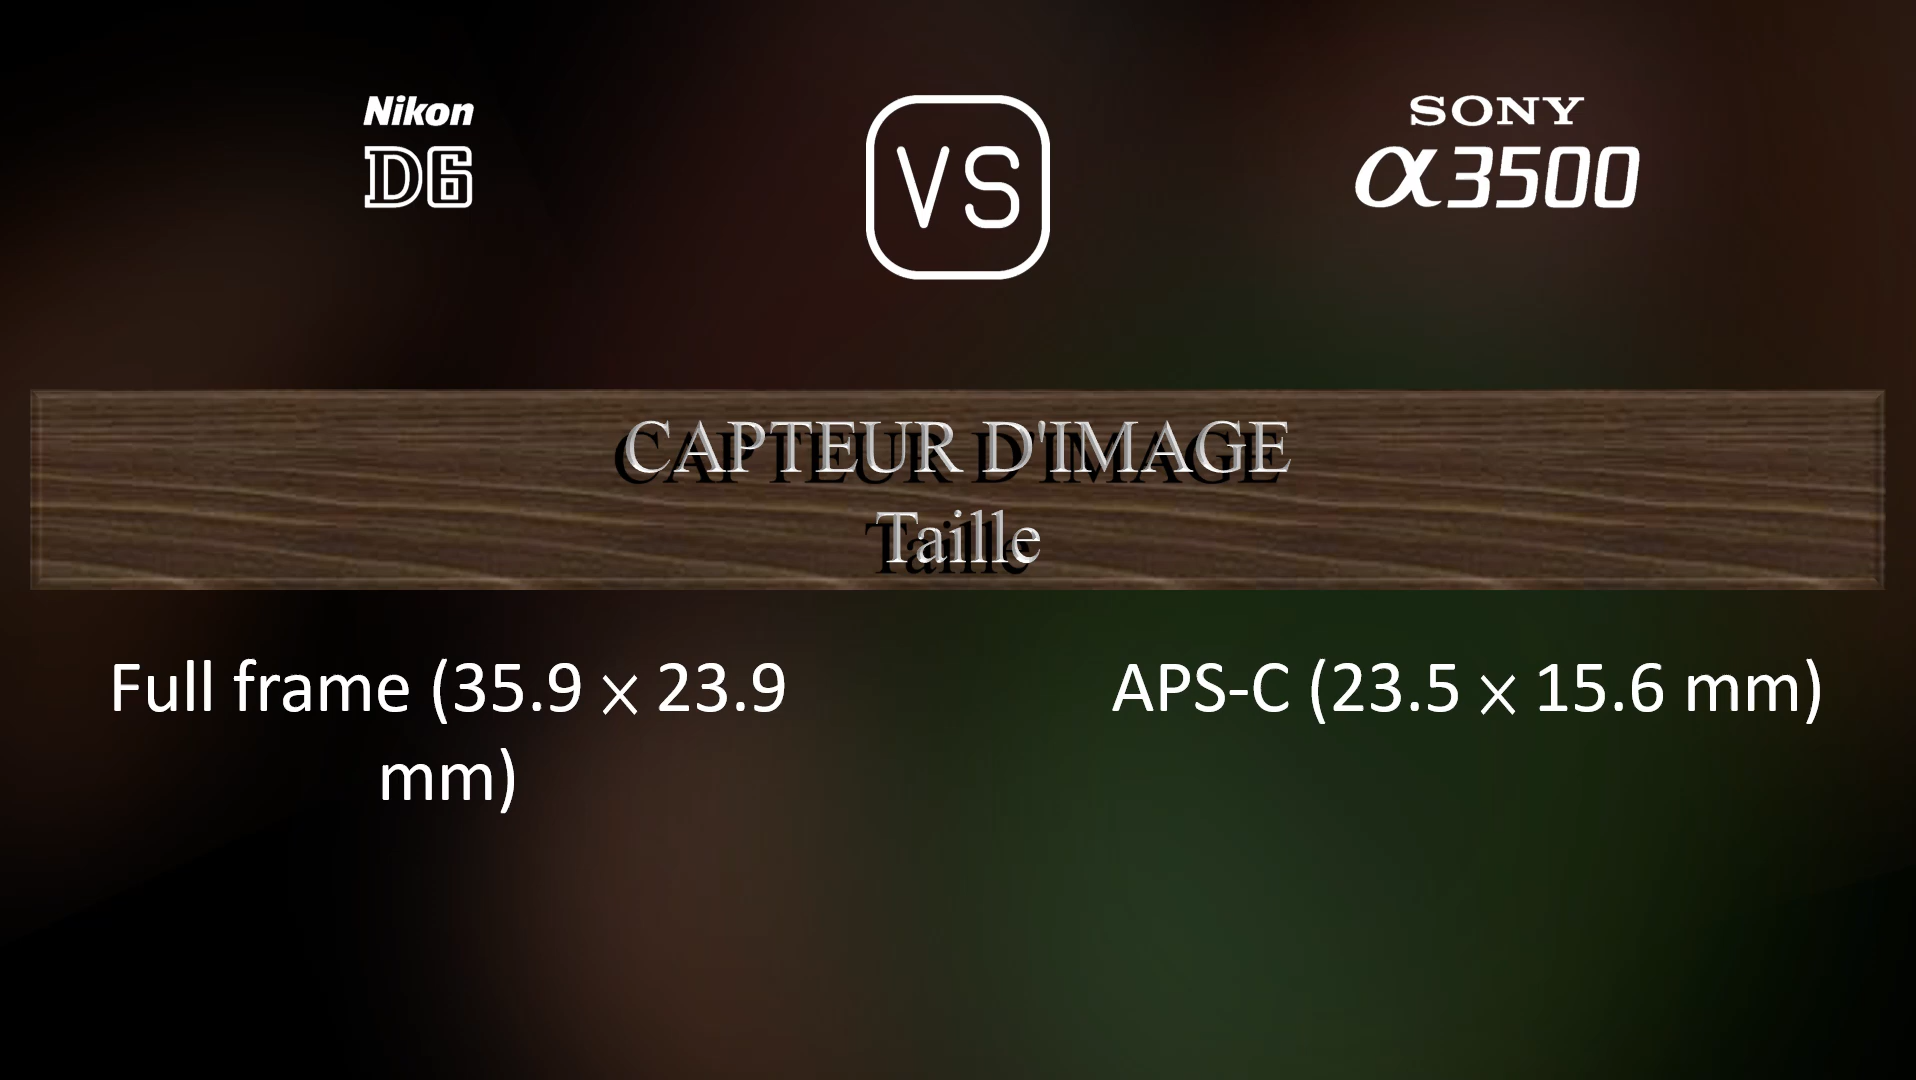 Nikon
D6
VS
SONY
α3500
CAPTEUR D'IMAGE
Taille
Full frame (35.9 x 23.9
mm)
APS-C (23.5 x 15.6 mm)